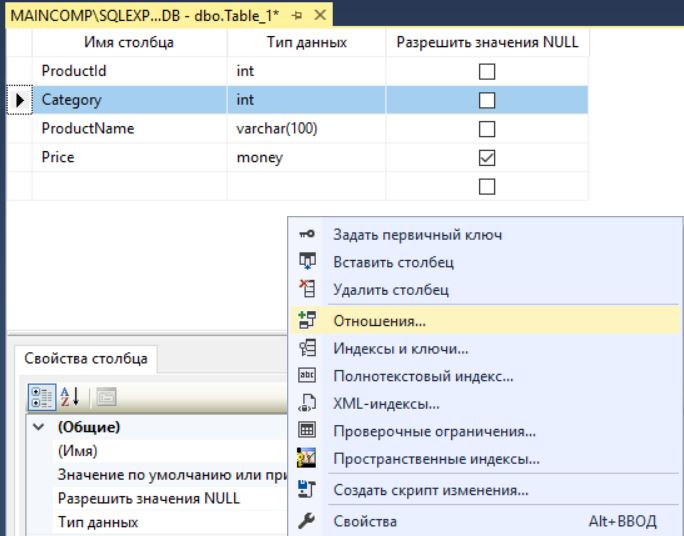 MAINCOMP\SQLEXP...DB - dbo.Table_1*
Имя столбца Тип данных Разрешить значения NULL
ProductId int
Category int
ProductName varchar(100)
Price money
Задать первичный ключ
Вставить столбец
Удалить столбец
Отношения...
Индексы и ключи...
Полнотекстовый индекс...
XML-индексы...
Проверочные ограничения...
Пространственные индексы...
Создать скрипт изменения...
Свойства Alt+ВВОД
Свойства столбца
(Общие)
(Имя)
Значение по умолчанию или при
Разрешить значения NULL
Тип данных